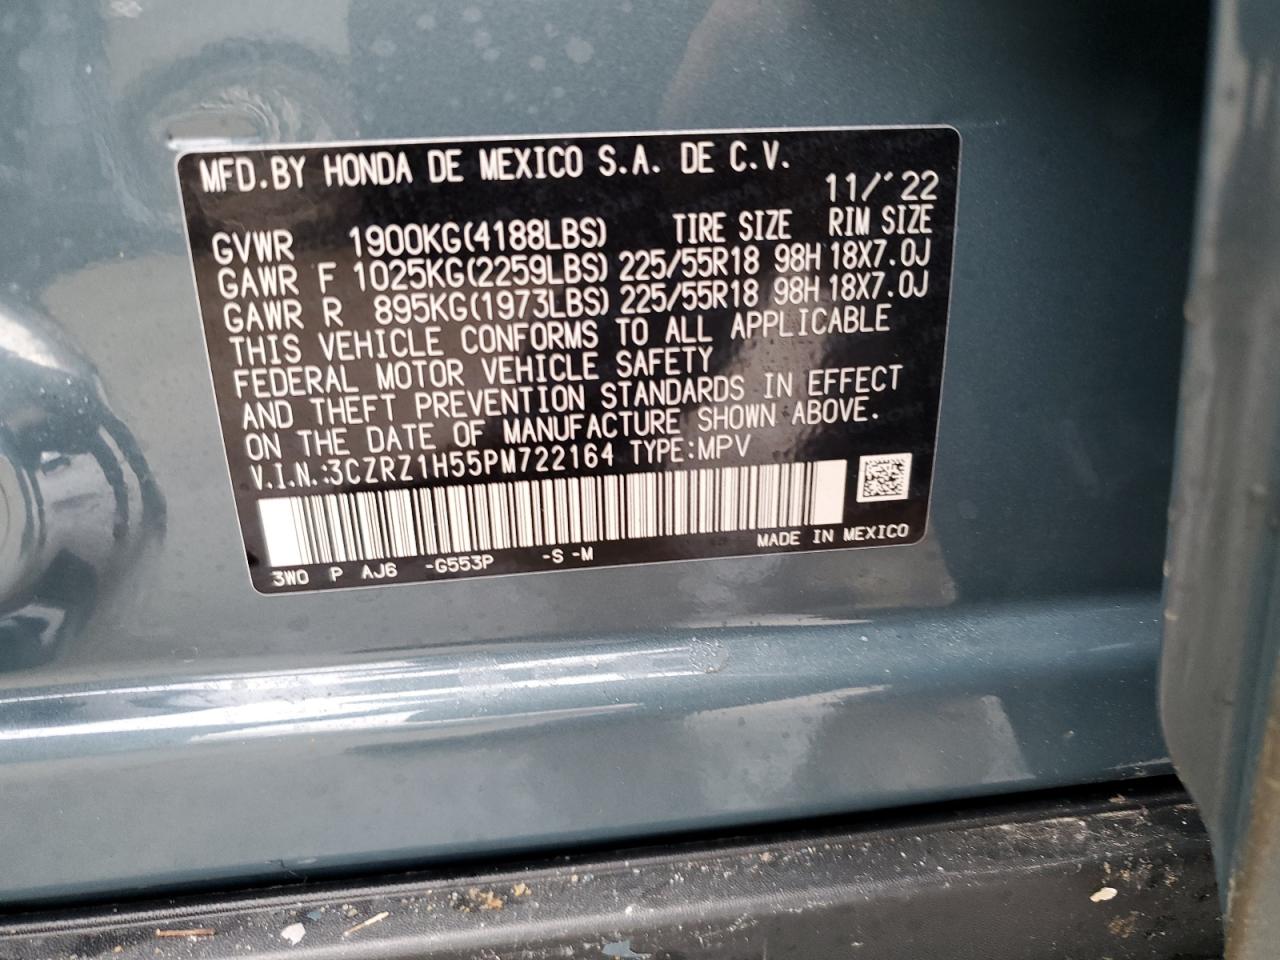 MFD.BY HONDA DE MEXICO S.A. DE C.V.
11/'22
GVWR 1900KG(4188LBS) TIRE SIZE RIM SIZE
GAWR F 1025KG(2259LBS) 225/55R18 98H 18X7.0J
GAWR R 895KG(1973LBS) 225/55R18 98H 18X7.0J
THIS VEHICLE CONFORMS TO ALL APPLICABLE
FEDERAL MOTOR VEHICLE SAFETY
AND THEFT PREVENTION STANDARDS IN EFFECT
ON THE DATE OF MANUFACTURE SHOWN ABOVE.
V.I.N.:3CZRZ1H55PM722164 TYPE:MPV
MADE IN MEXICO
3WO P AJ6 -G553P -S -M